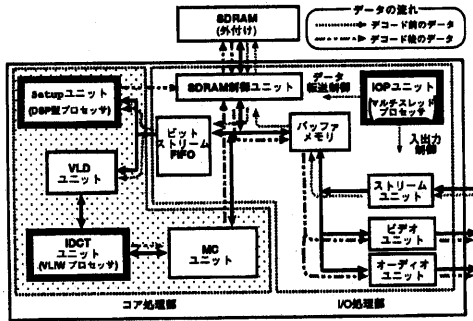 SDRAM
(外付け)
データの流れ
デコード前のデータ
デコード後のデータ
Setupユニット
(DSP型プロセッサ)
SDRAM制御ユニット
データ
転送制御
IOPユニット
(マルチスレッド
プロセッサ)
ビット
ストリーム
FIFO
バッファ
メモリ
入出力
制御
VLD
ユニット
ストリーム
ユニット
IDCT
ユニット
(VLIWプロセッサ)
MC
ユニット
ビデオ
ユニット
オーディオ
ユニット
コア処理部
I/O処理部